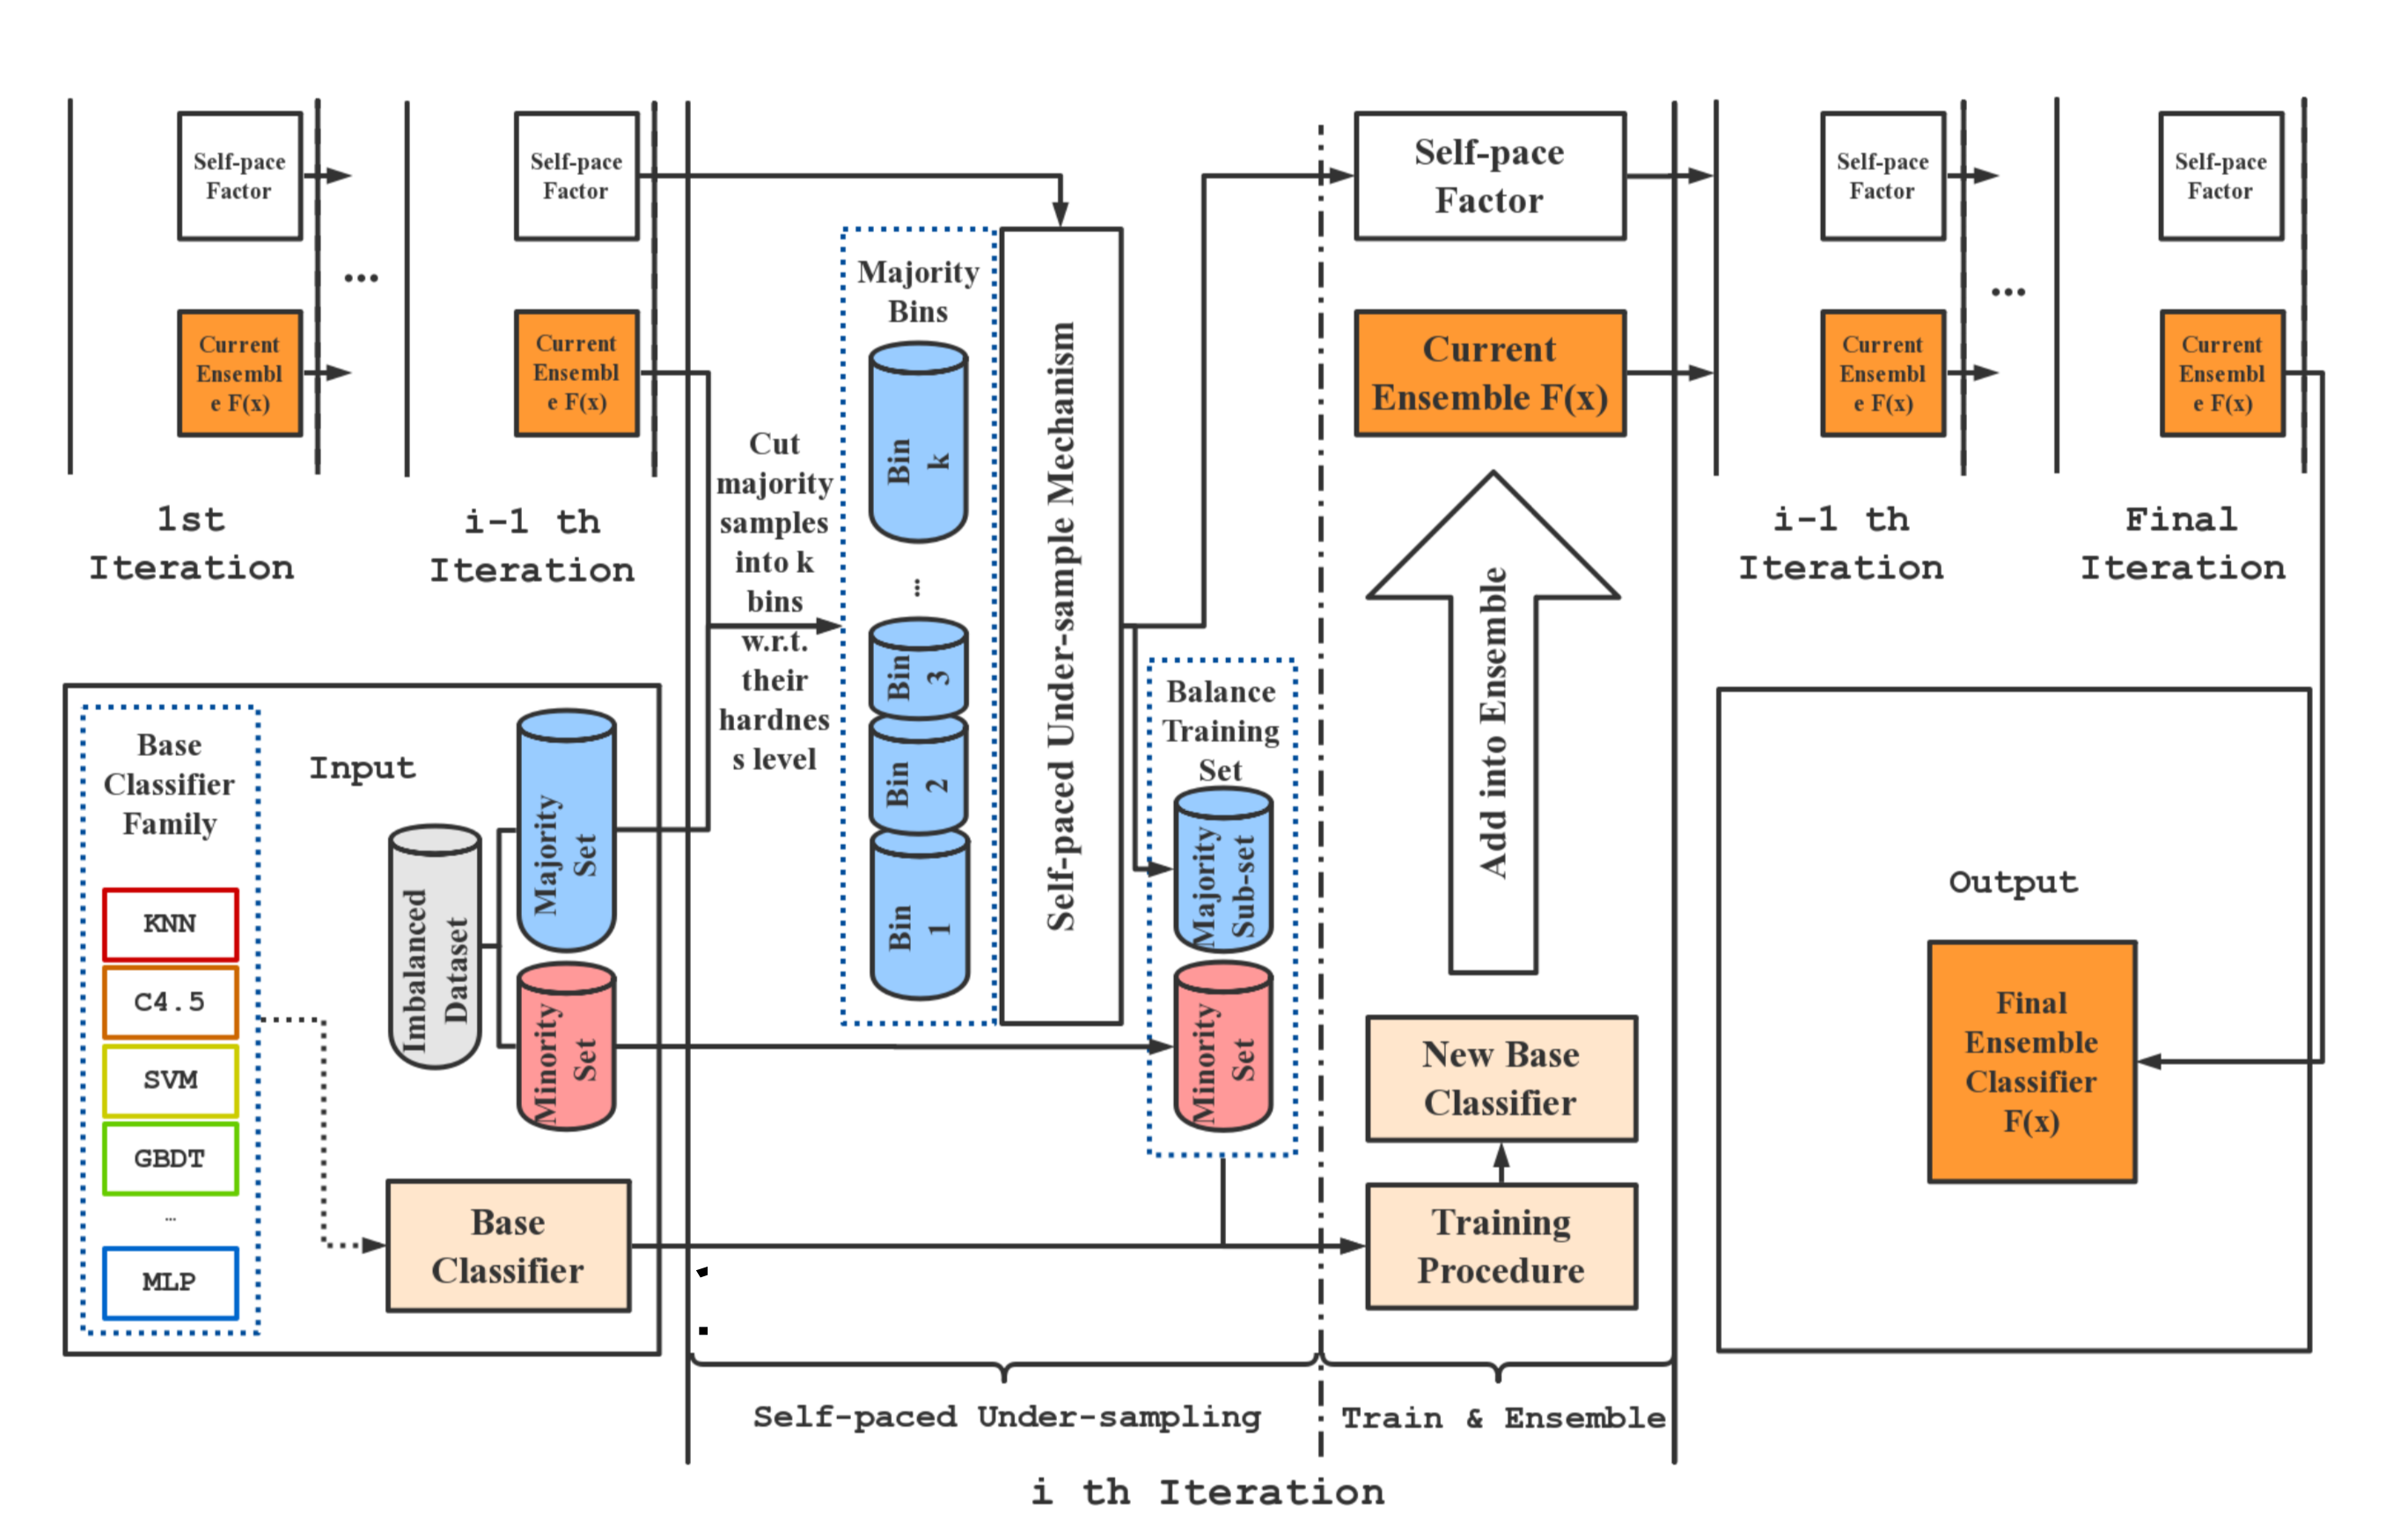 Self-pace
Factor
Current
Ensembl
e F(x)
...
1st
Iteration
Self-pace
Factor
Current
Ensembl
e F(x)
i-1 th
Iteration
Base
Classifier
Family
KNN
C4.5
SVM
GBDT
...
MLP
Input
Imbalanced
Dataset
Majority
Set
Minority
Set
Base
Classifier
Cut
majority
samples
into k
bins
w.r.t.
their
hardnes
s level
Majority
Bins
Bin
k
...
Bin
3
Bin
2
Bin
1
Self-paced Under-sample Mechanism
Balance
Training
Set
Majority
Sub-set
Minority
Set
Self-pace
Factor
Current
Ensemble F(x)
Add into Ensemble
New Base
Classifier
Training
Procedure
Self-paced Under-sampling
Train & Ensemble
i th Iteration
Self-pace
Factor
Current
Ensembl
e F(x)
...
i-1 th
Iteration
Self-pace
Factor
Current
Ensembl
e F(x)
Final
Iteration
Output
Final
Ensemble
Classifier
F(x)